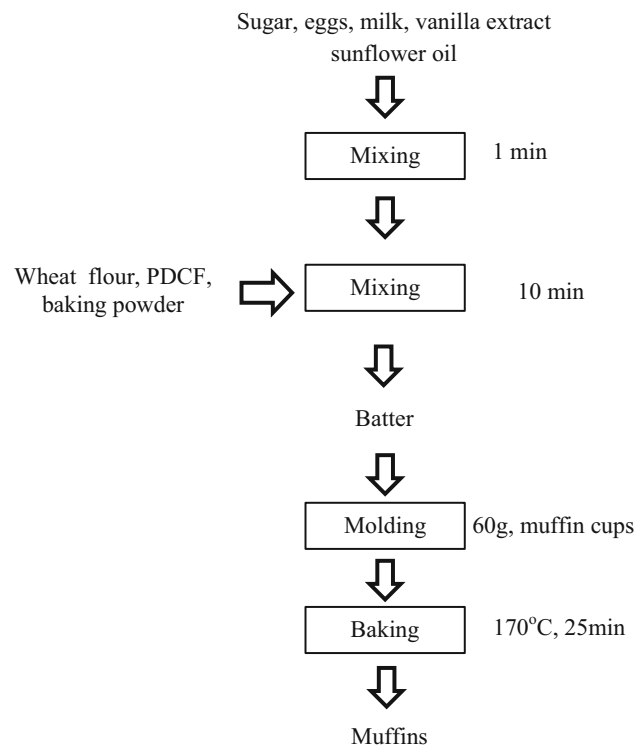 Sugar, eggs, milk, vanilla extract
sunflower oil
Mixing
1 min
Wheat flour, PDCF,
baking powder
Mixing
10 min
Batter
Molding
60g, muffin cups
Baking
170°C, 25min
Muffins